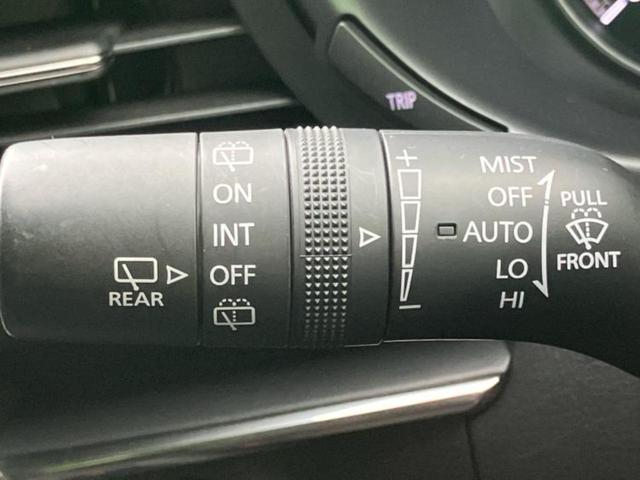 TRIP
REAR
ON
INT
OFF
+
-
MIST
OFF
AUTO
LO
HI
PULL
FRONT